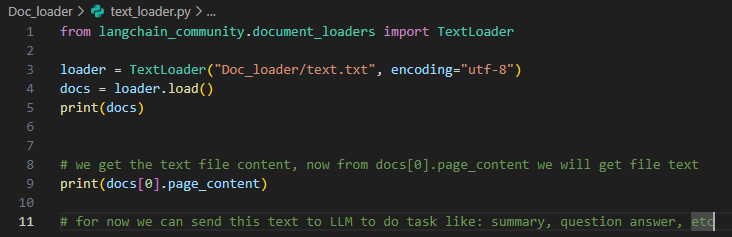 Doc_loader > text_loader.py > ...
1 from langchain_community.document_loaders import TextLoader
2
3 loader = TextLoader("Doc_loader/text.txt", encoding="utf-8")
4 docs = loader.load()
5 print(docs)
6
7
8 # we get the text file content, now from docs[0].page_content we will get file text
9 print(docs[0].page_content)
10
11 # for now we can send this text to LLM to do task like: summary, question answer, etc